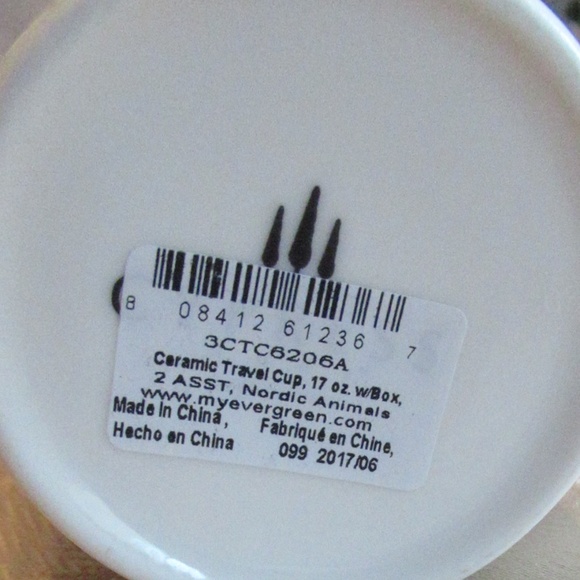 8 08412 61236 7
3CTC6206A
Ceramic Travel Cup, 17 oz. w/Box,
2 ASST, Nordic Animals
www.myevergreen.com
Made in China, Fabriqué en Chine,
Hecho en China 099 2017/06